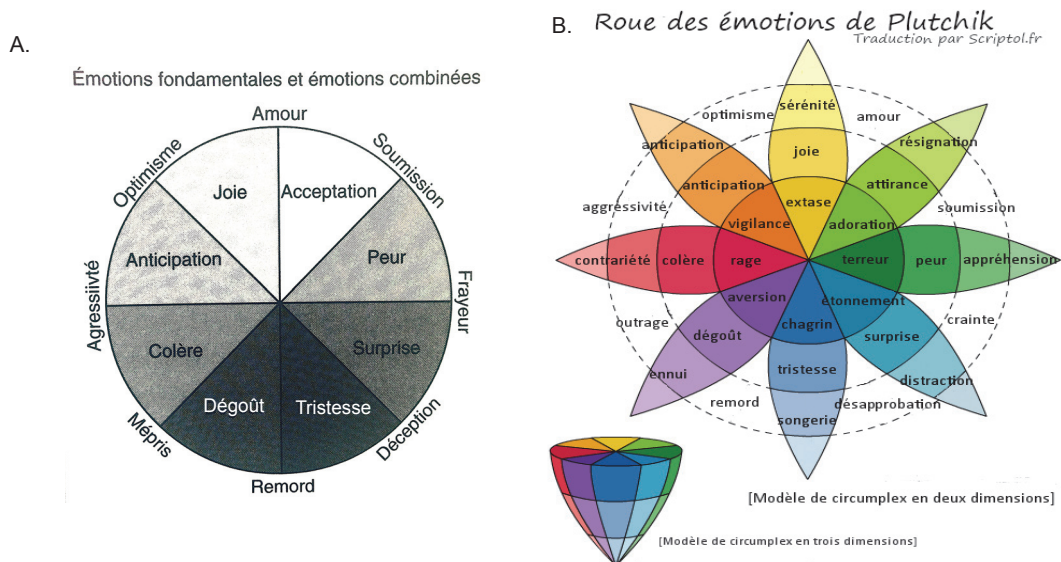 A.
Émotions fondamentales et émotions combinées
Amour
Optimisme
Soumission
Joie
Acceptation
Anticipation
Peur
Agressiivté
Frayeur
Colère
Surprise
Dégoût
Tristesse
Mépris
Déception
Remord
B.
Roue des émotions de Plutchik
Traduction par Scriptol.fr
sérénité
optimisme
amour
anticipation
joie
résignation
anticipation
attirance
extase
aggressivité
soumission
vigilance
adoration
contrariété
colère
rage
terreur
peur
appréhension
aversion
étonnement
outrage
chagrin
crainte
dégoût
surprise
ennui
tristesse
distraction
remord
désapprobation
songerie
[Modèle de circumplex en deux dimensions]
[Modèle de circumplex en trois dimensions]